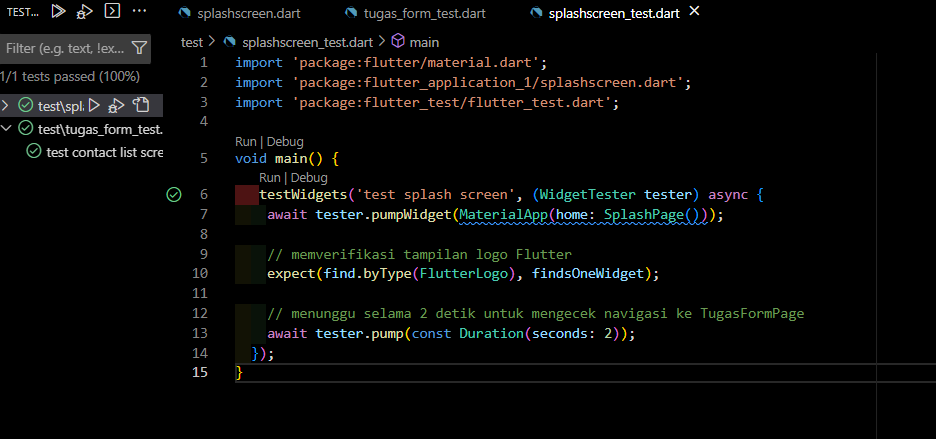 TEST...
splashscreen.dart
tugas_form_test.dart
splashscreen_test.dart
Filter (e.g. text, !ex...
1/1 tests passed (100%)
test\spl
test\tugas_form_test.
test contact list scre
test > splashscreen_test.dart > main
1 import 'package:flutter/material.dart';
2 import 'package:flutter_application_1/splashscreen.dart';
3 import 'package:flutter_test/flutter_test.dart';
4
Run | Debug
5 void main() {
Run | Debug
6 testWidgets('test splash screen', (WidgetTester tester) async {
7 await tester.pumpWidget(MaterialApp(home: SplashPage()));
8
9 // memverifikasi tampilan logo Flutter
10 expect(find.byType(FlutterLogo), findsOneWidget);
11
12 // menunggu selama 2 detik untuk mengecek navigasi ke TugasFormPage
13 await tester.pump(const Duration(seconds: 2));
14 });
15 }